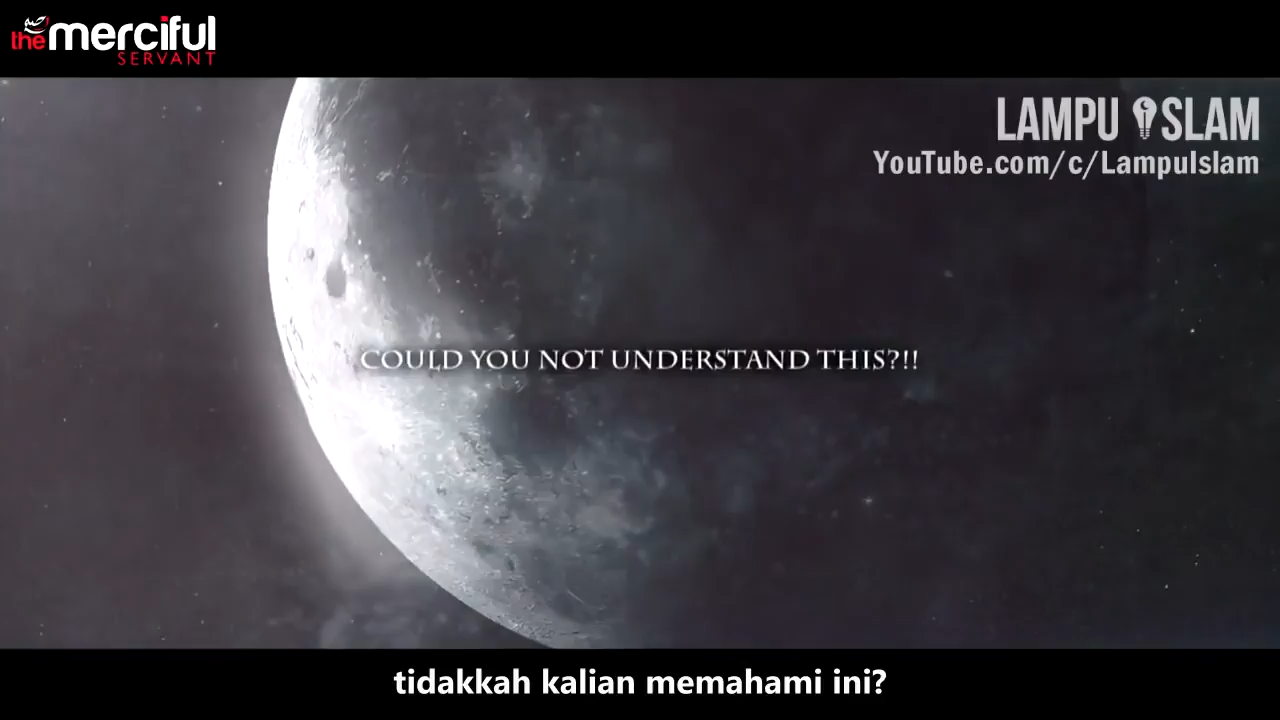 the merciful
SERVANT
LAMPU ISLAM
YouTube.com/c/LampuIslam
COULD YOU NOT UNDERSTAND THIS?!!
tidakkah kalian memahami ini?